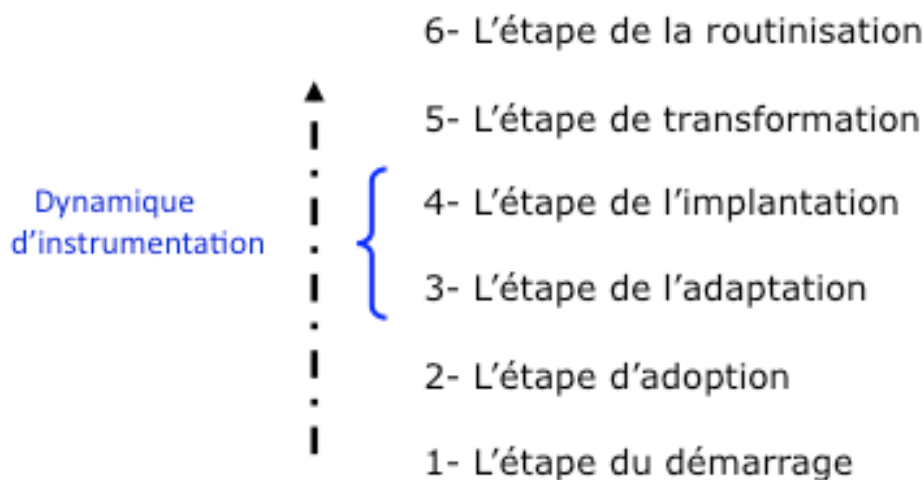 6- L’étape de la routinisation
5- L’étape de transformation
Dynamique
d’instrumentation
4- L’étape de l’implantation
3- L’étape de l’adaptation
2- L’étape d’adoption
1- L’étape du démarrage